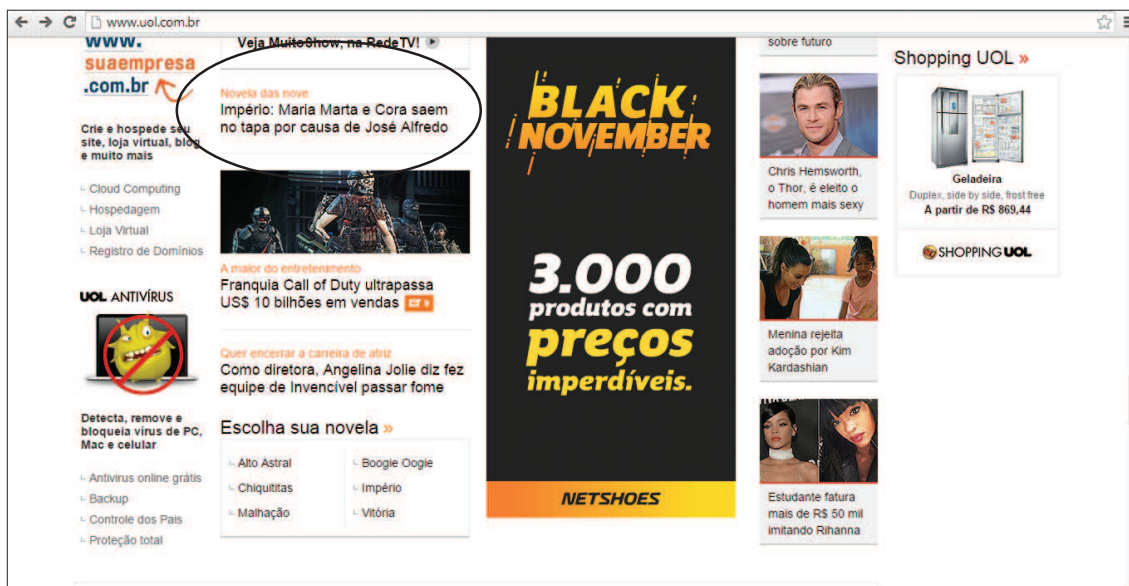 www.uol.com.br
www.
suaempresa
.com.br
Crie e hospede seu
site, loja virtual, blog
e muito mais
Cloud Computing
Hospedagem
Loja Virtual
Registro de Domínios
UOL ANTIVÍRUS
Detecta, remove e
bloqueia vírus de PC,
Mac e celular
Antivirus online grátis
Backup
Controle dos Pais
Proteção total
Veja MuitoShow, na RedeTV!
Novela das nove
Império: Maria Marta e Cora saem
no tapa por causa de José Alfredo
A maior do entretenimento
Franquia Call of Duty ultrapassa
US$ 10 bilhões em vendas
Quer encerrar a carreira de atriz
Como diretora, Angelina Jolie diz fez
equipe de Invencível passar fome
Escolha sua novela »
Alto Astral
Chiquititas
Malhação
Boogie Oogie
Império
Vitória
BLACK
NOVEMBER
3.000
produtos com
preços
imperdíveis.
NETSHOES
sobre futuro
Chris Hemsworth,
o Thor, é eleito o
homem mais sexy
Menina rejeita
adoção por Kim
Kardashian
Estudante fatura
mais de R$ 50 mil
imitando Rihanna
Shopping UOL »
Geladeira
Duplex, side by side, frost free
A partir de R$ 869,44
SHOPPING UOL